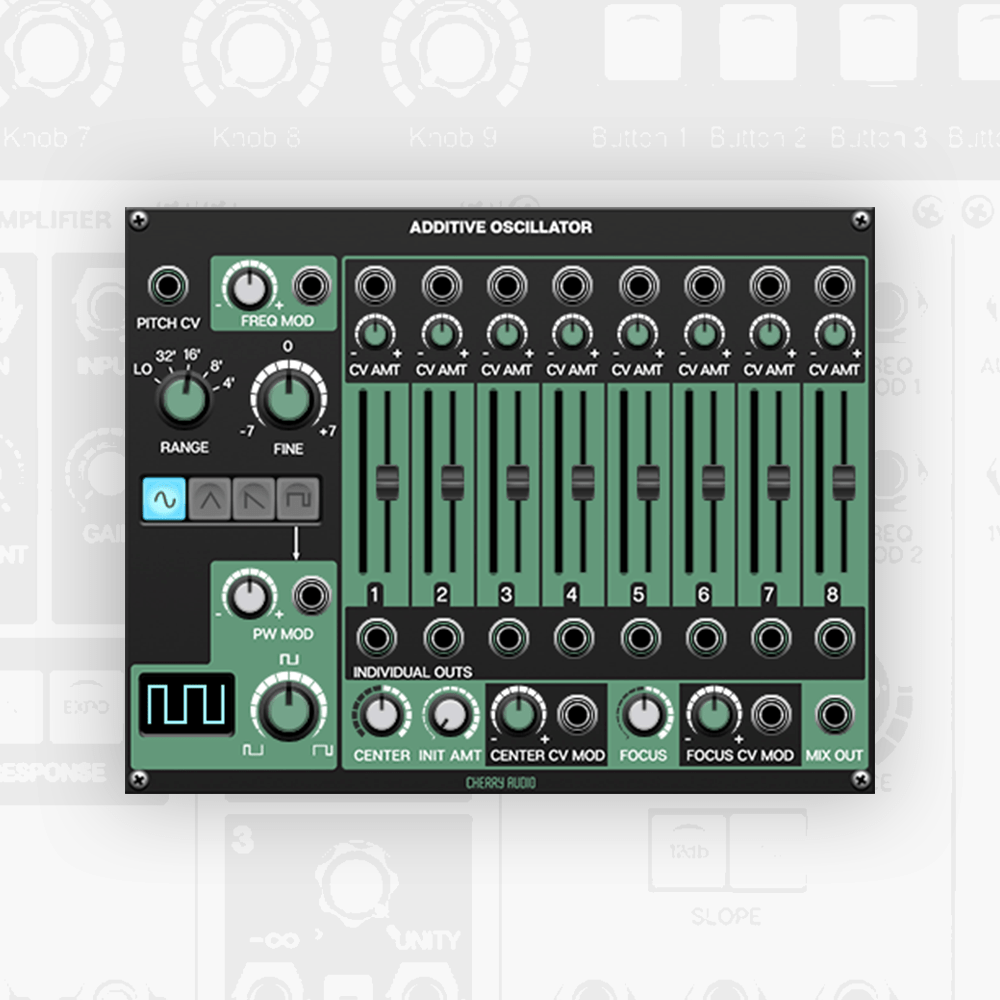 Knob 7 Knob 8 Knob 9 Button 1 Button 2 Button 3
ADDITIVE OSCILLATOR
PITCH CV
- +
FREQ MOD
LO 32' 16' 8' 4'
RANGE
0
-7 +7
FINE
- + - + - + - + - + - + - + - +
CV AMT CV AMT CV AMT CV AMT CV AMT CV AMT CV AMT CV AMT
1 2 3 4 5 6 7 8
- +
PW MOD
INDIVIDUAL OUTS
CENTER INIT AMT
- +
CENTER CV MOD
FOCUS
- +
FOCUS CV MOD
MIX OUT
CHERRY AUDIO
3
-∞ UNITY
SLOPE